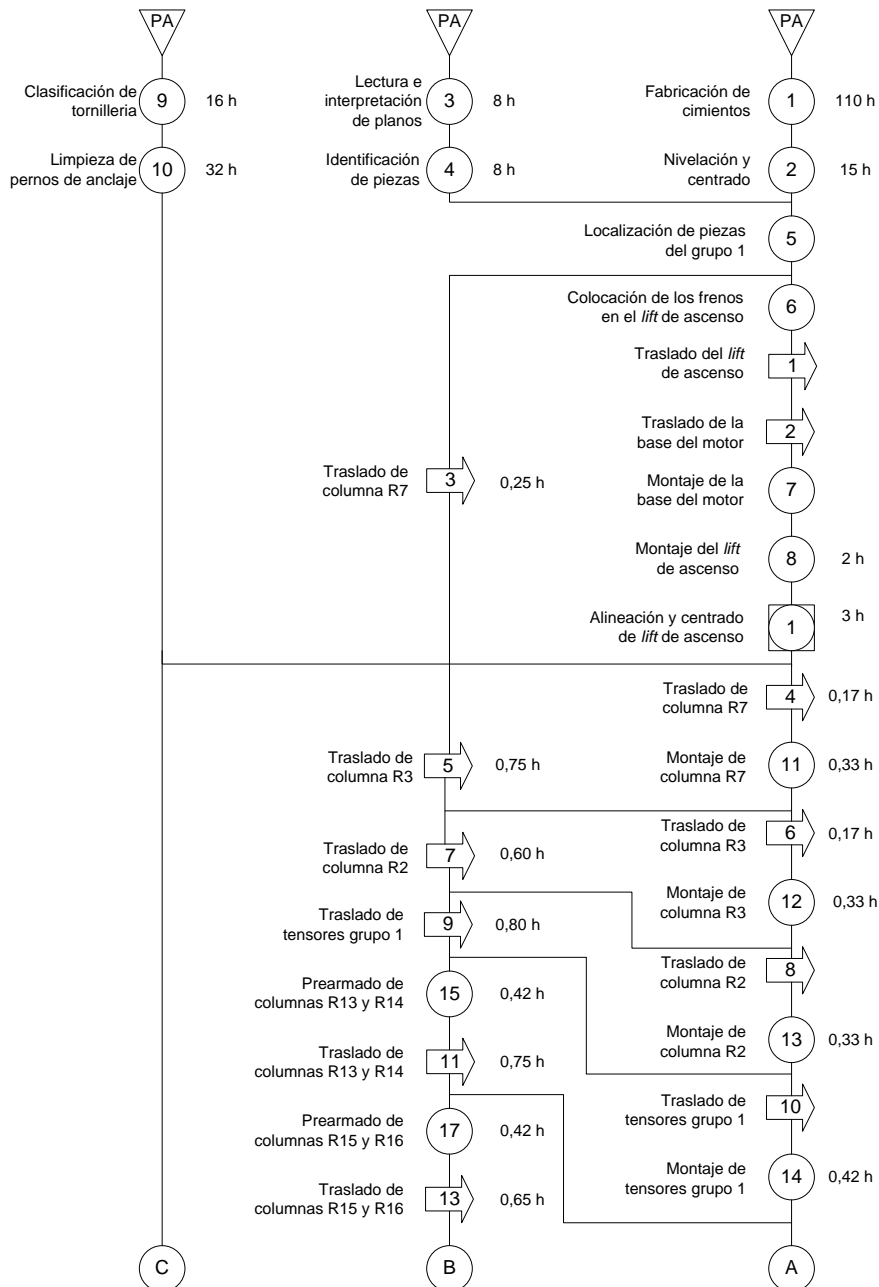 PA
PA
PA
Clasificación de
tornilleria
9
16 h
Lectura e
interpretación
de planos
3
8 h
Fabricación de
cimientos
1
110 h
Limpieza de
pernos de anclaje
10
32 h
Identificación
de piezas
4
8 h
Nivelación y
centrado
2
15 h
Localización de piezas
del grupo 1
5
Colocación de los frenos
en el lift de ascenso
6
Traslado del lift
de ascenso
1
Traslado de la
base del motor
2
Traslado de
columna R7
3
0,25 h
Montaje de la
base del motor
7
Montaje del lift
de ascenso
8
2 h
Alineación y centrado
de lift de ascenso
1
3 h
Traslado de
columna R7
4
0,17 h
Traslado de
columna R3
5
0,75 h
Montaje de
columna R7
11
0,33 h
Traslado de
columna R3
6
0,17 h
Traslado de
columna R2
7
0,60 h
Montaje de
columna R3
12
0,33 h
Traslado de
tensores grupo 1
9
0,80 h
Traslado de
columna R2
8
Prearmado de
columnas R13 y R14
15
0,42 h
Montaje de
columna R2
13
0,33 h
Traslado de
columnas R13 y R14
11
0,75 h
Traslado de
tensores grupo 1
10
Prearmado de
columnas R15 y R16
17
0,42 h
Montaje de
tensores grupo 1
14
0,42 h
Traslado de
columnas R15 y R16
13
0,65 h
C
B
A